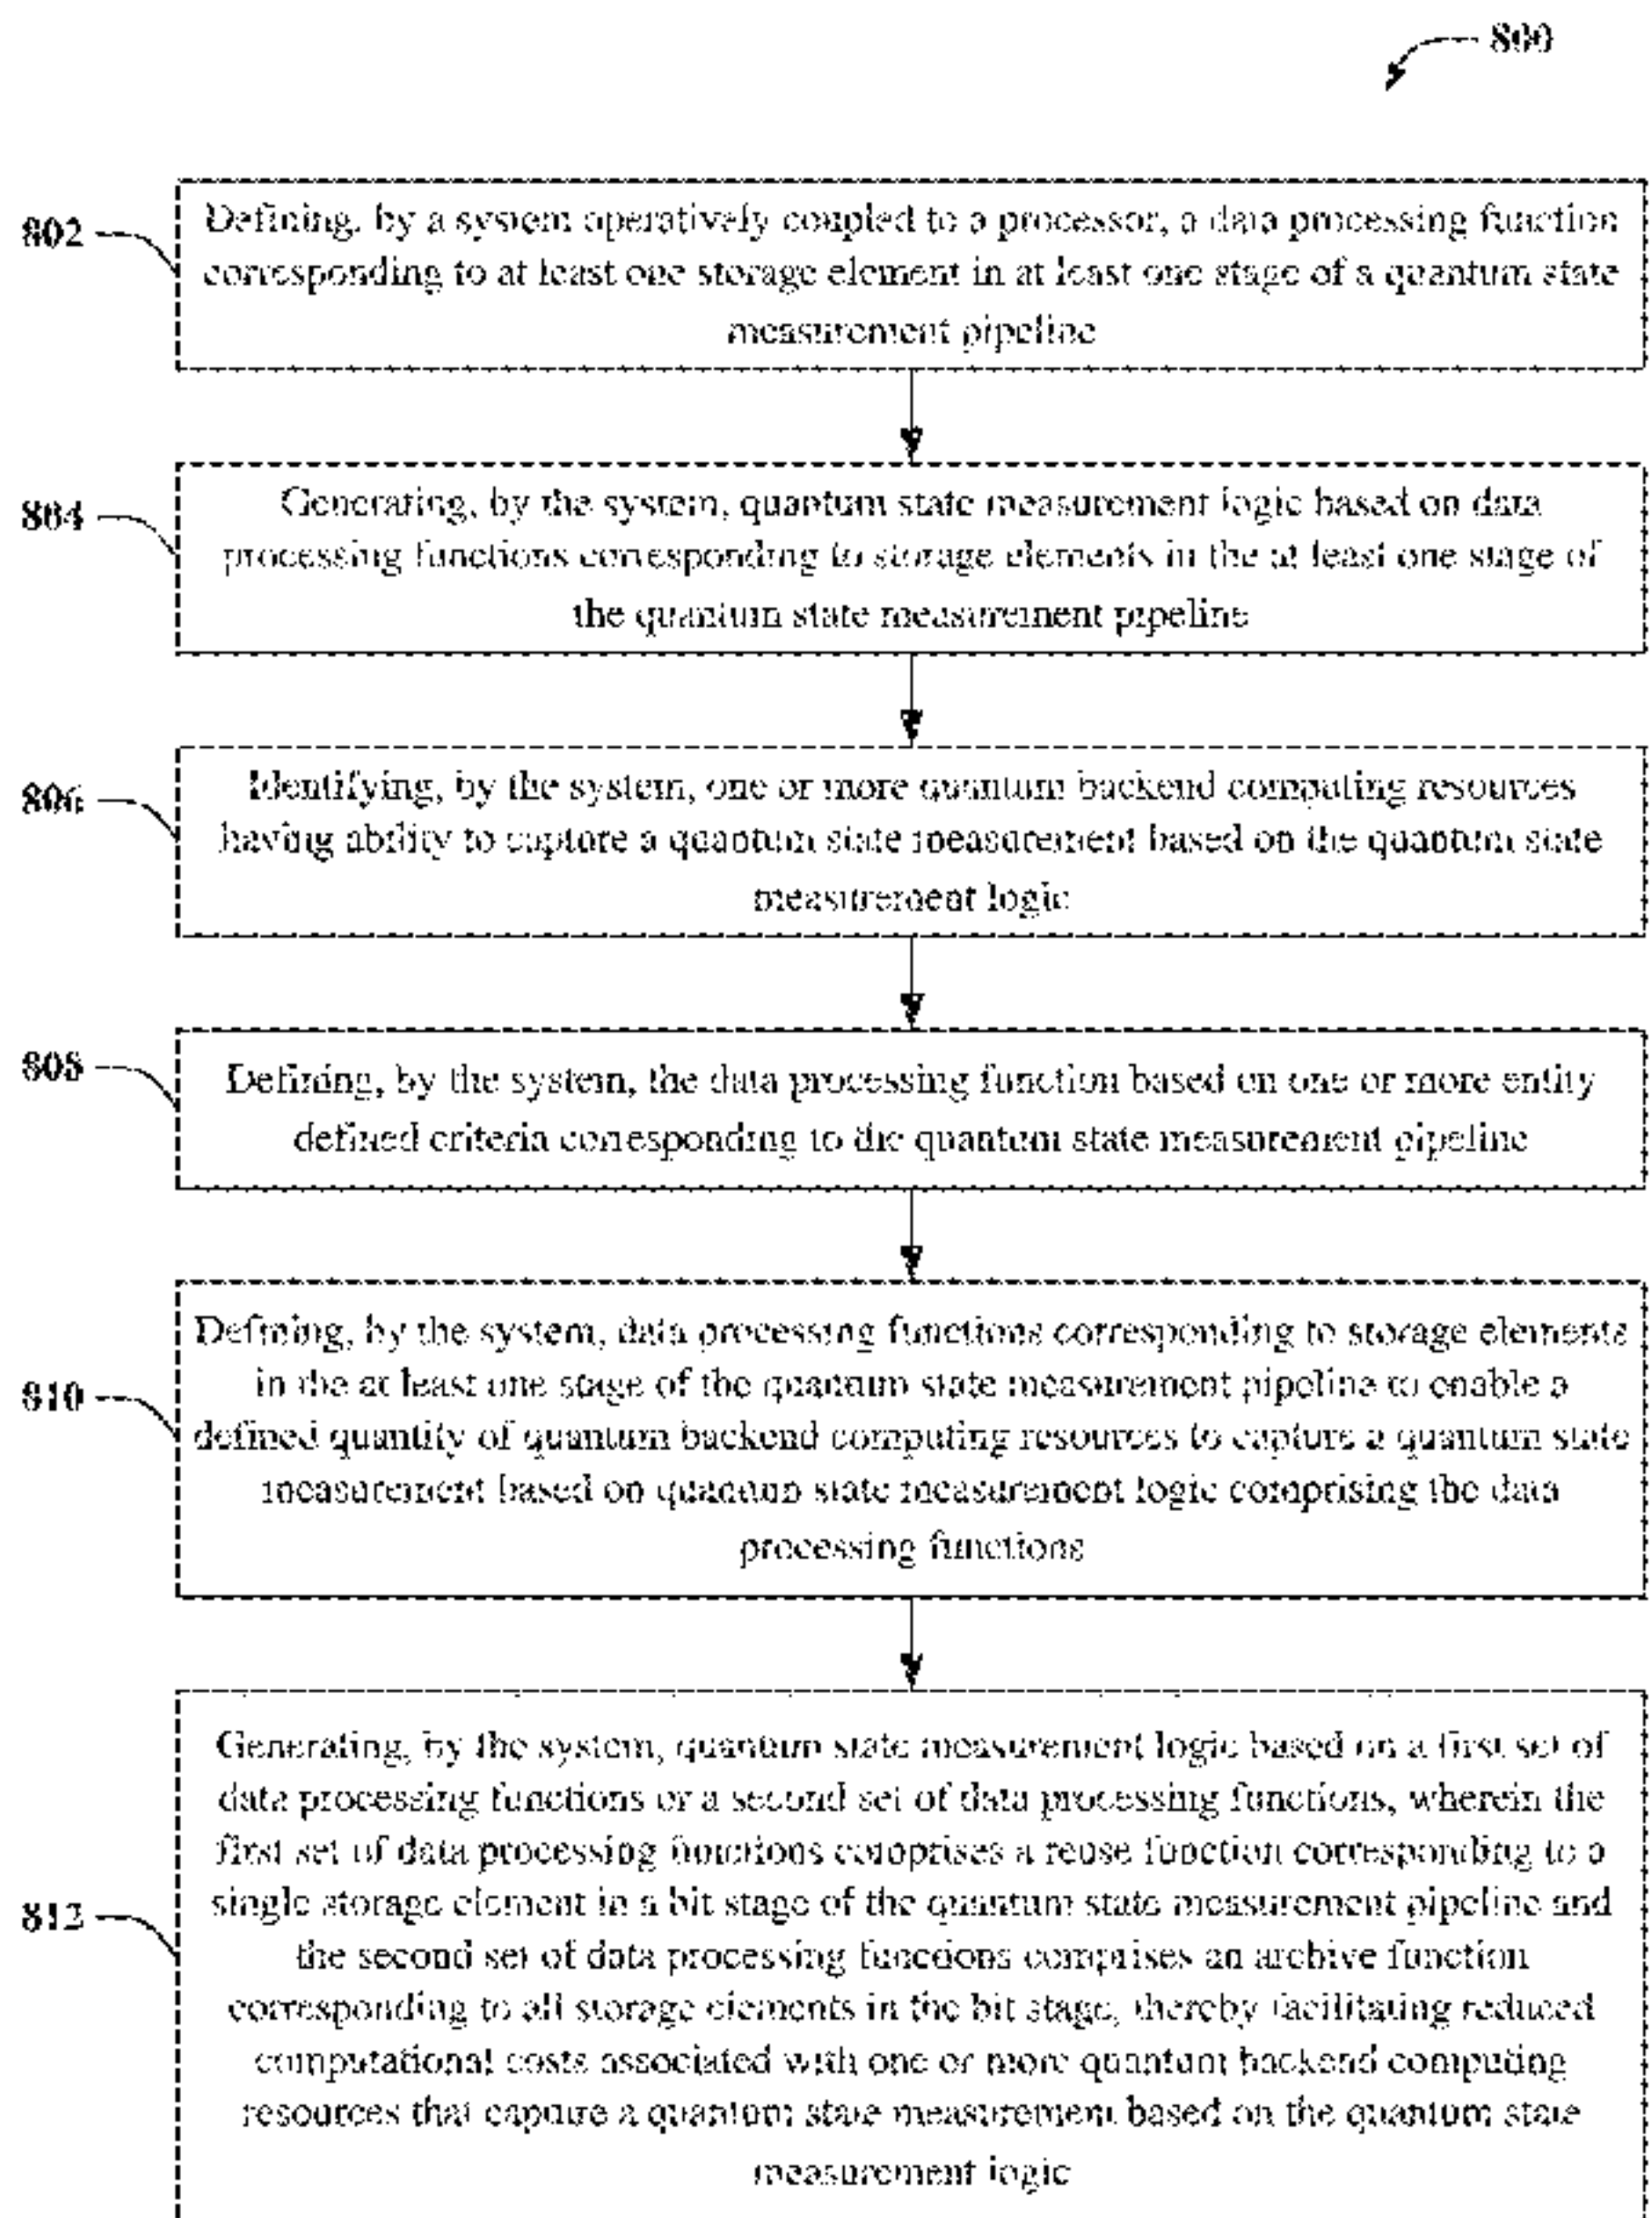 800
802
Defining, by a system operatively coupled to a processor, a data processing function
corresponding to at least one storage element in at least one stage of a quantum state
measurement pipeline
804
Generating, by the system, quantum state measurement logic based on data
processing functions corresponding to storage elements in the at least one stage of
the quantum state measurement pipeline
806
Identifying, by the system, one or more quantum backend computing resources
having ability to capture a quantum state measurement based on the quantum state
measurement logic
808
Defining, by the system, the data processing function based on one or more entity
defined criteria corresponding to the quantum state measurement pipeline
810
Defining, by the system, data processing functions corresponding to storage elements
in the at least one stage of the quantum state measurement pipeline to enable a
defined quantity of quantum backend computing resources to capture a quantum state
measurement based on quantum state measurement logic comprising the data
processing functions
812
Generating, by the system, quantum state measurement logic based on a first set of
data processing functions or a second set of data processing functions, wherein the
first set of data processing functions comprises a reuse function corresponding to a
single storage element in a bit stage of the quantum state measurement pipeline and
the second set of data processing functions comprises an archive function
corresponding to all storage elements in the bit stage, thereby facilitating reduced
computational costs associated with one or more quantum backend computing
resources that capture a quantum state measurement based on the quantum state
measurement logic